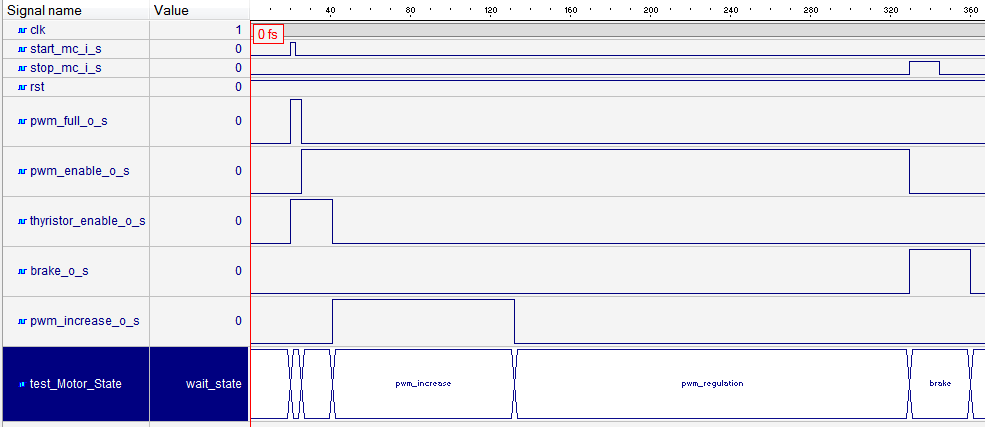 Signal name Value 40 80 120 160 200 240 280 320 360
clk 1 0 fs
start_mc_i_s 0
stop_mc_i_s 0
rst 0
pwm_full_o_s 0
pwm_enable_o_s 0
thyristor_enable_o_s 0
brake_o_s 0
pwm_increase_o_s 0
test_Motor_State wait_state pwm_increase pwm_regulation brake